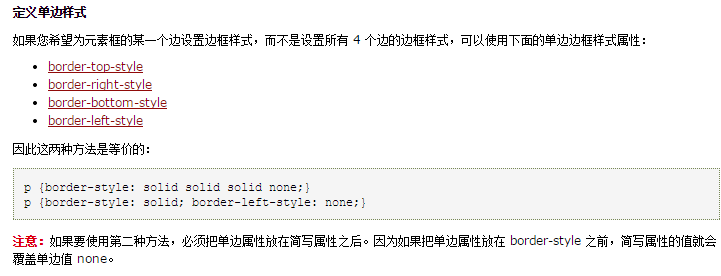 定义单边样式
如果您希望为元素框的某一个边设置边框样式，而不是设置所有 4 个边的边框样式，可以使用下面的单边边框样式属性：
border-top-style
border-right-style
border-bottom-style
border-left-style
因此这两种方法是等价的：
p {border-style: solid solid solid none;}
p {border-style: solid; border-left-style: none;}
注意：如果要使用第二种方法，必须把单边属性放在简写属性之后。因为如果把单边属性放在 border-style 之前，简写属性的值就会
覆盖单边值 none。